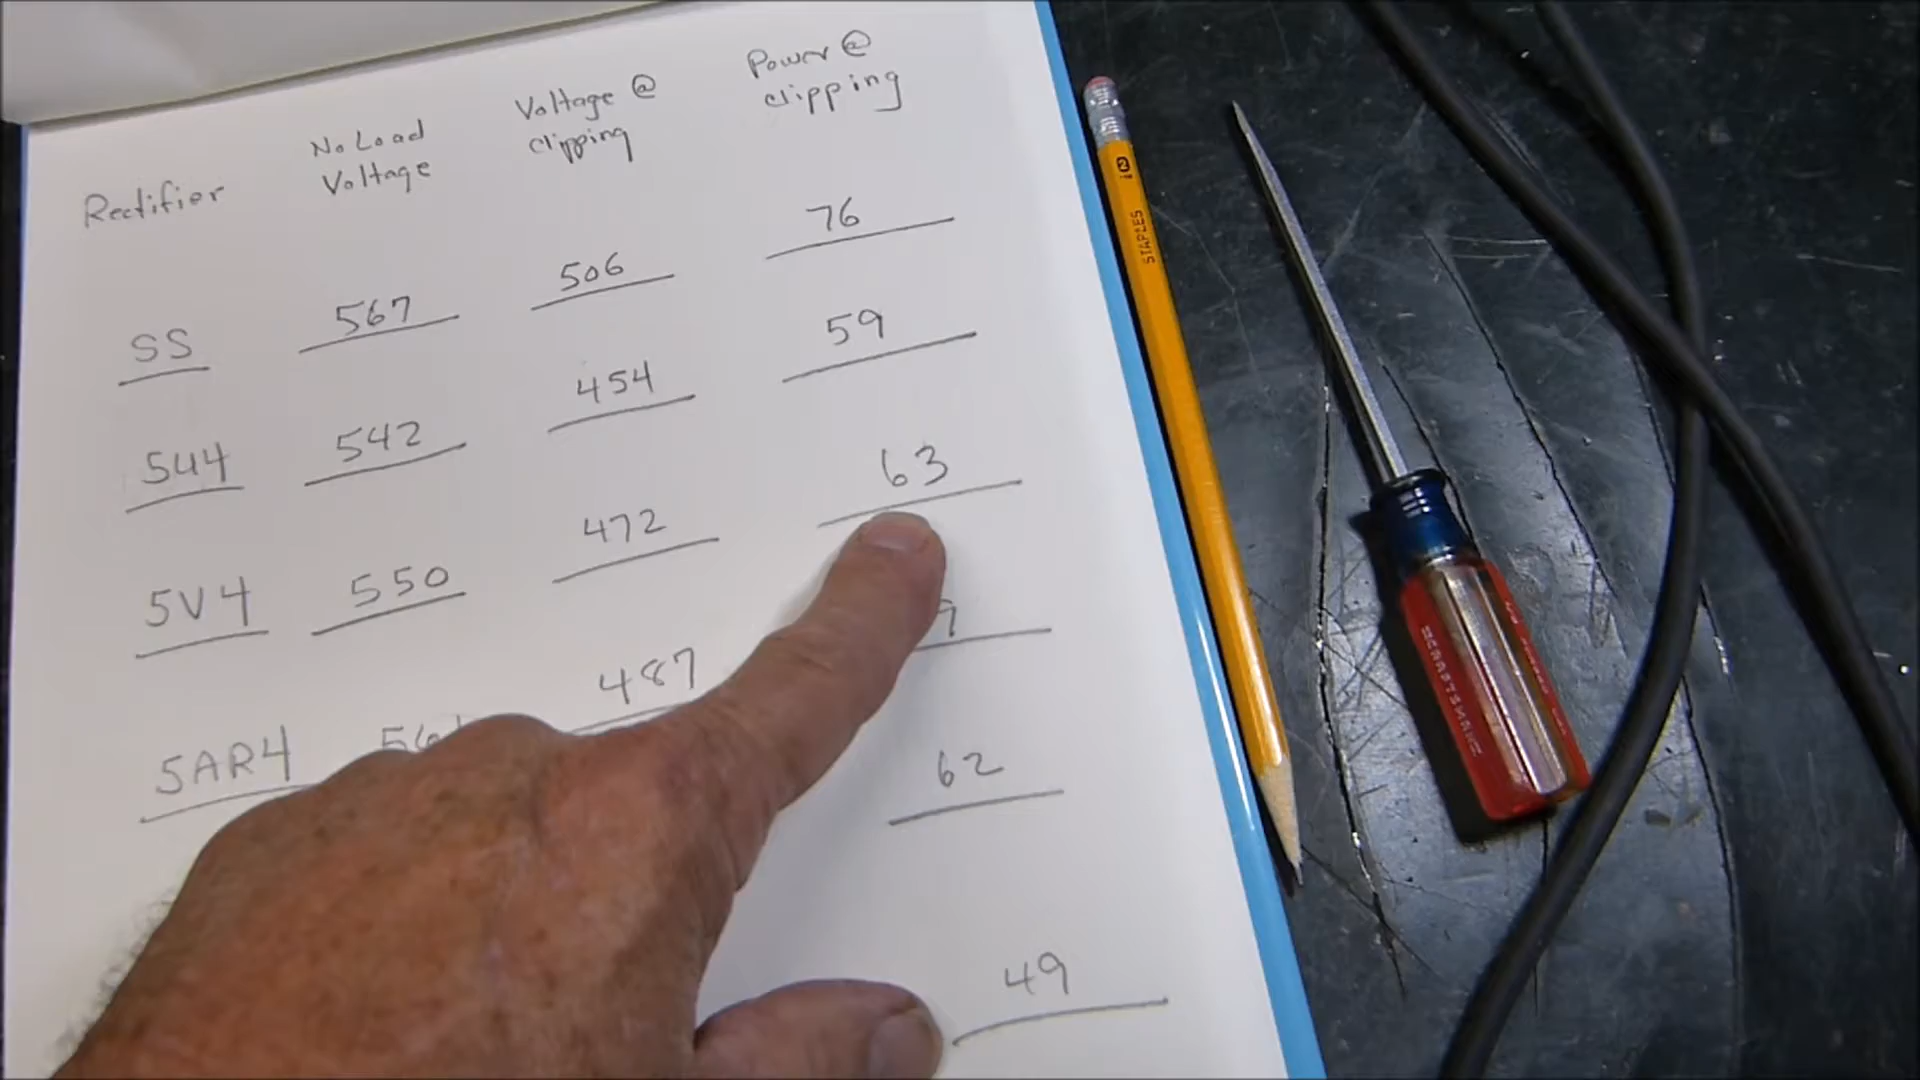 Rectifier No Load Voltage Voltage @ clipping Power @ clipping
SS 567 506 76
5U4 542 454 59
5V4 550 472 63
5AR4 487
62
49
STAPLES
CRAFTSMAN